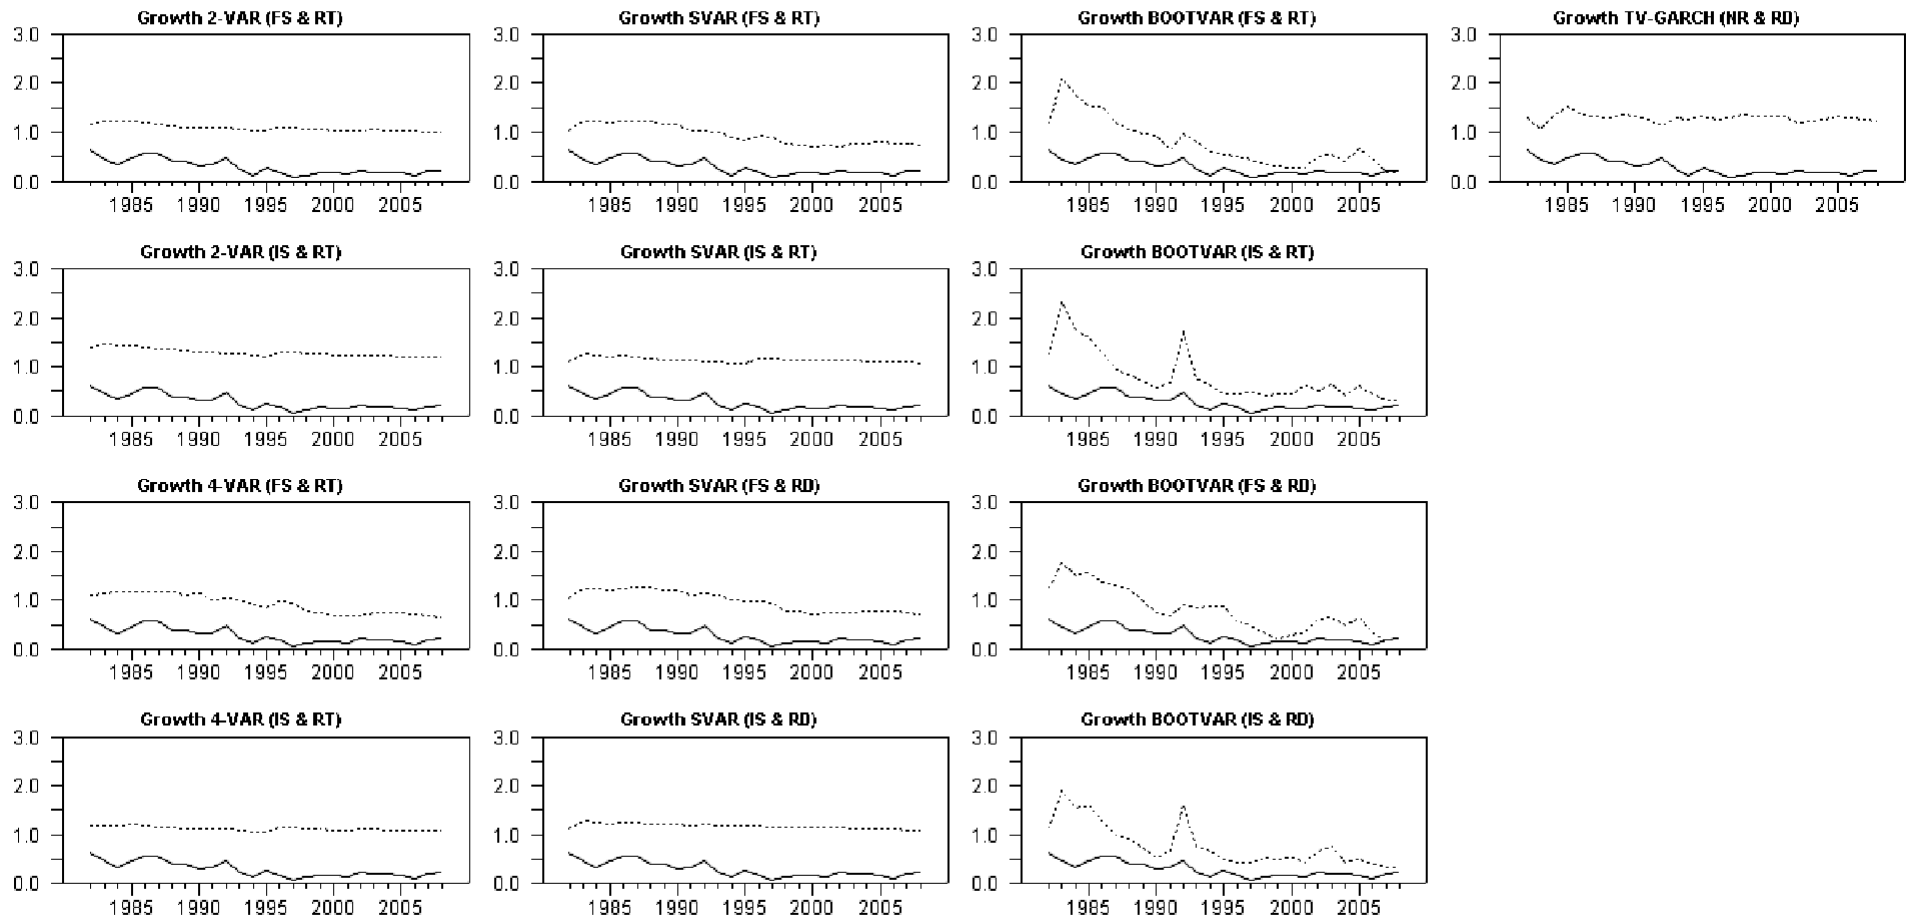 Growth 2-VAR (FS & RT)
3.0
2.0
1.0
0.0
1985 1990 1995 2000 2005
Growth SVAR (FS & RT)
3.0
2.0
1.0
0.0
1985 1990 1995 2000 2005
Growth BOOTVAR (FS & RT)
3.0
2.0
1.0
0.0
1985 1990 1995 2000 2005
Growth TV-GARCH (NR & RD)
3.0
2.0
1.0
0.0
1985 1990 1995 2000 2005
Growth 2-VAR (IS & RT)
3.0
2.0
1.0
0.0
1985 1990 1995 2000 2005
Growth SVAR (IS & RT)
3.0
2.0
1.0
0.0
1985 1990 1995 2000 2005
Growth BOOTVAR (IS & RT)
3.0
2.0
1.0
0.0
1985 1990 1995 2000 2005
Growth 4-VAR (FS & RT)
3.0
2.0
1.0
0.0
1985 1990 1995 2000 2005
Growth SVAR (FS & RD)
3.0
2.0
1.0
0.0
1985 1990 1995 2000 2005
Growth BOOTVAR (FS & RD)
3.0
2.0
1.0
0.0
1985 1990 1995 2000 2005
Growth 4-VAR (IS & RT)
3.0
2.0
1.0
0.0
1985 1990 1995 2000 2005
Growth SVAR (IS & RD)
3.0
2.0
1.0
0.0
1985 1990 1995 2000 2005
Growth BOOTVAR (IS & RD)
3.0
2.0
1.0
0.0
1985 1990 1995 2000 2005